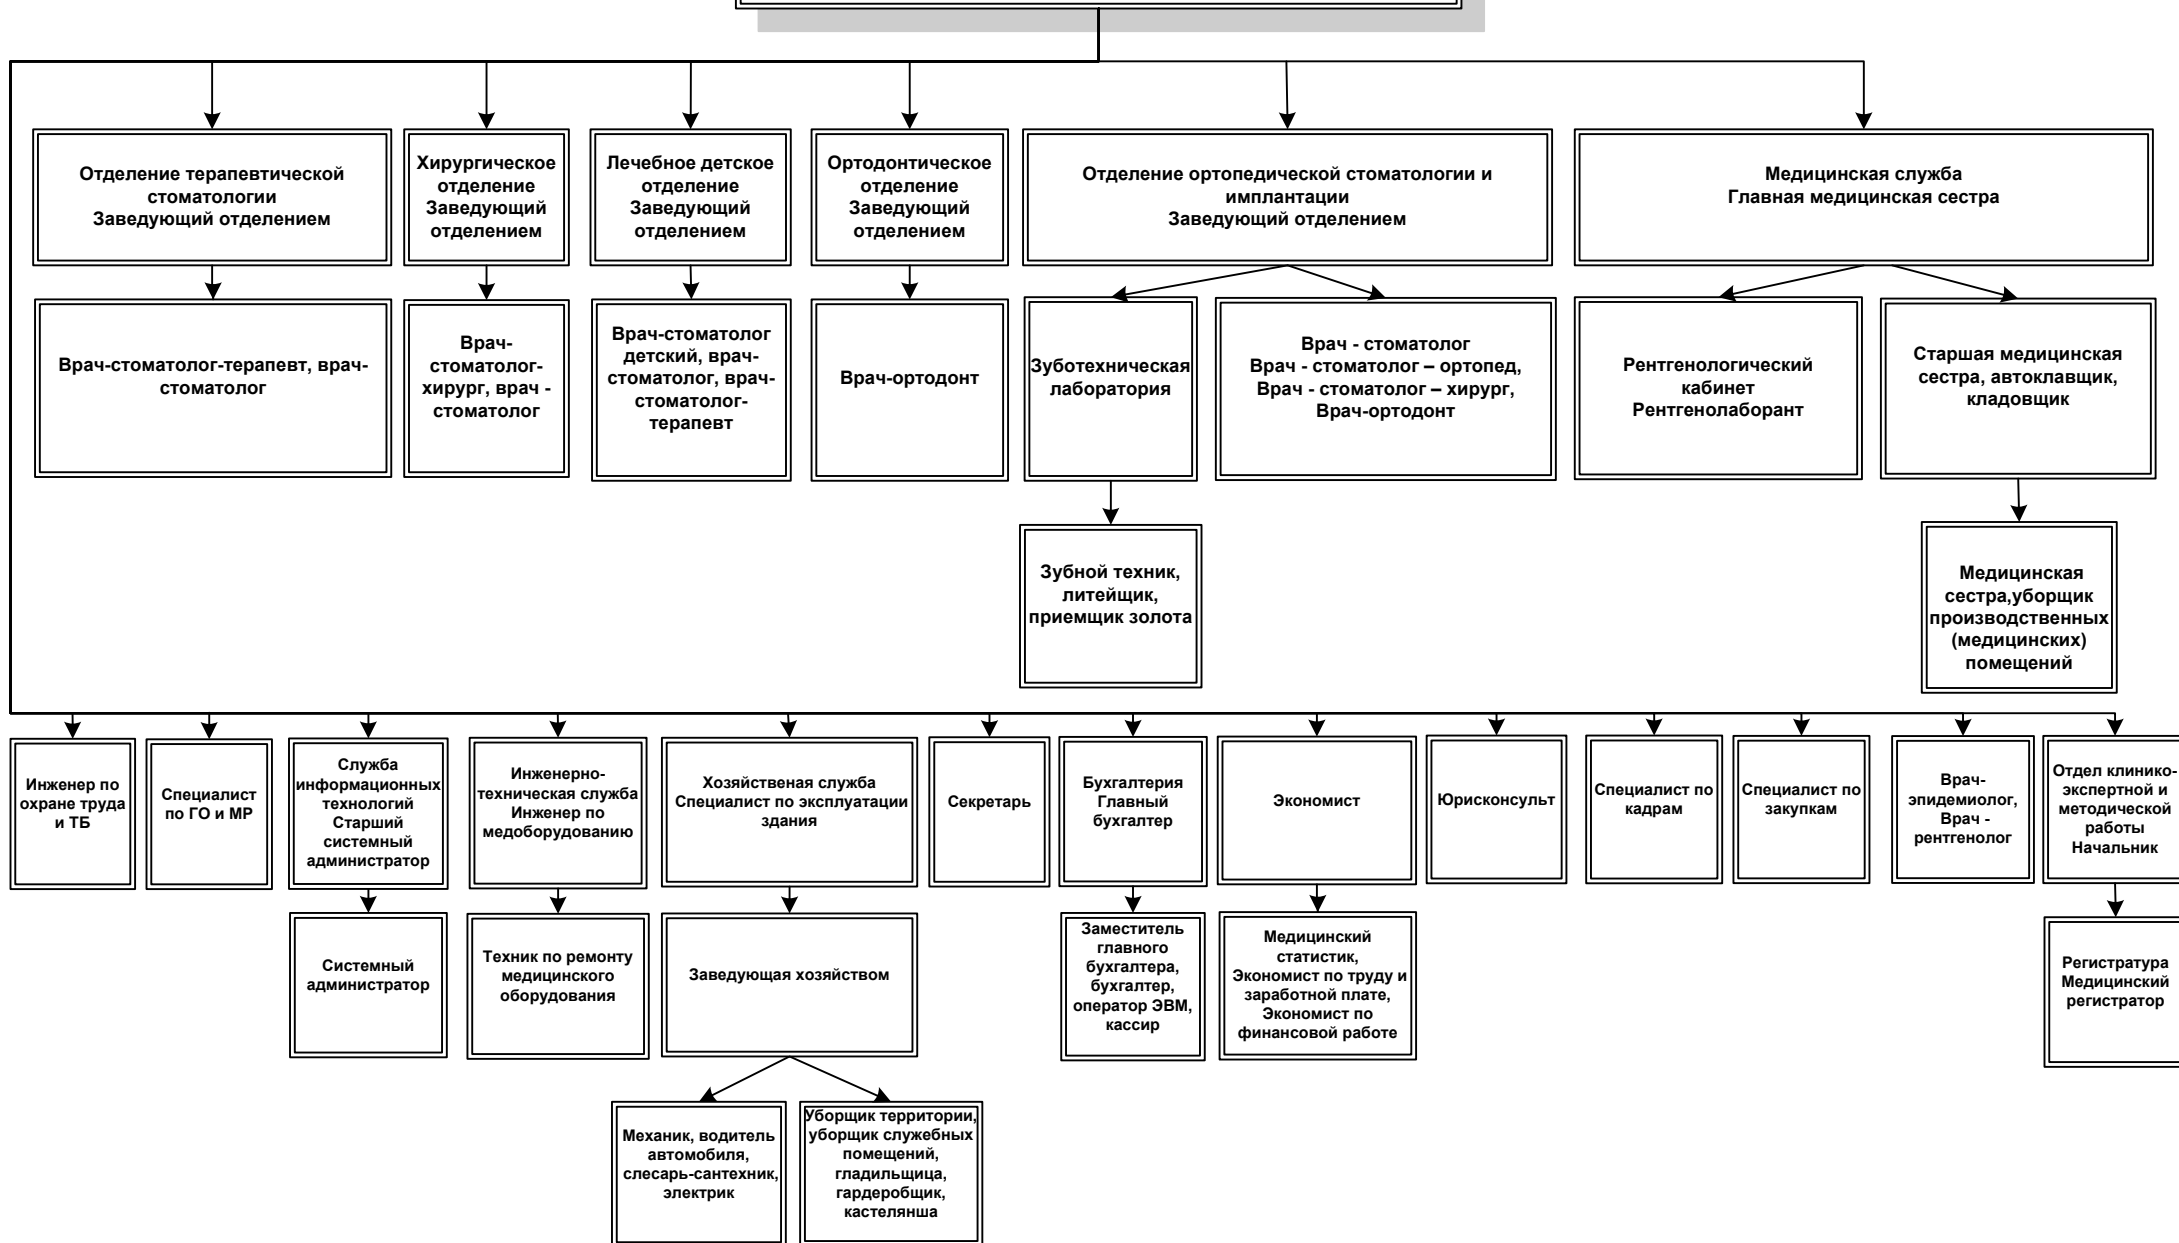 Отделение терапевтической
стоматологии
Заведующий отделением
Хирургическое
отделение
Заведующий
отделением
Лечебное детское
отделение
Заведующий
отделением
Ортодонтическое
отделение
Заведующий
отделением
Отделение ортопедической стоматологии и
имплантации
Заведующий отделением
Медицинская служба
Главная медицинская сестра
Врач-стоматолог-терапевт, врач-
стоматолог
Врач-
стоматолог-
хирург, врач -
стоматолог
Врач-стоматолог
детский, врач-
стоматолог, врач-
стоматолог-
терапевт
Врач-ортодонт
Зуботехническая
лаборатория
Врач - стоматолог
Врач - стоматолог – ортопед,
Врач - стоматолог – хирург,
Врач-ортодонт
Рентгенологический
кабинет
Рентгенолаборант
Старшая медицинская
сестра, автоклавщик,
кладовщик
Зубной техник,
литейщик,
приемщик золота
Медицинская
сестра,уборщик
производственных
(медицинских)
помещений
Инженер по
охране труда
и ТБ
Специалист
по ГО и МР
Служба
информационных
технологий
Старший
системный
администратор
Инженерно-
техническая служба
Инженер по
медоборудованию
Хозяйственая служба
Специалист по эксплуатации
здания
Секретарь
Бухгалтерия
Главный
бухгалтер
Экономист
Юрисконсульт
Специалист по
кадрам
Специалист по
закупкам
Врач-
эпидемиолог,
Врач -
рентгенолог
Отдел клинико-
экспертной и
методической
работы
Начальник
Системный
администратор
Техник по ремонту
медицинского
оборудования
Заведующая хозяйством
Заместитель
главного
бухгалтера,
бухгалтер,
оператор ЭВМ,
кассир
Медицинский
статистик,
Экономист по труду и
заработной плате,
Экономист по
финансовой работе
Регистратура
Медицинский
регистратор
Механик, водитель
автомобиля,
слесарь-сантехник,
электрик
Уборщик территории,
уборщик служебных
помещений,
гладильщица,
гардеробщик,
кастелянша